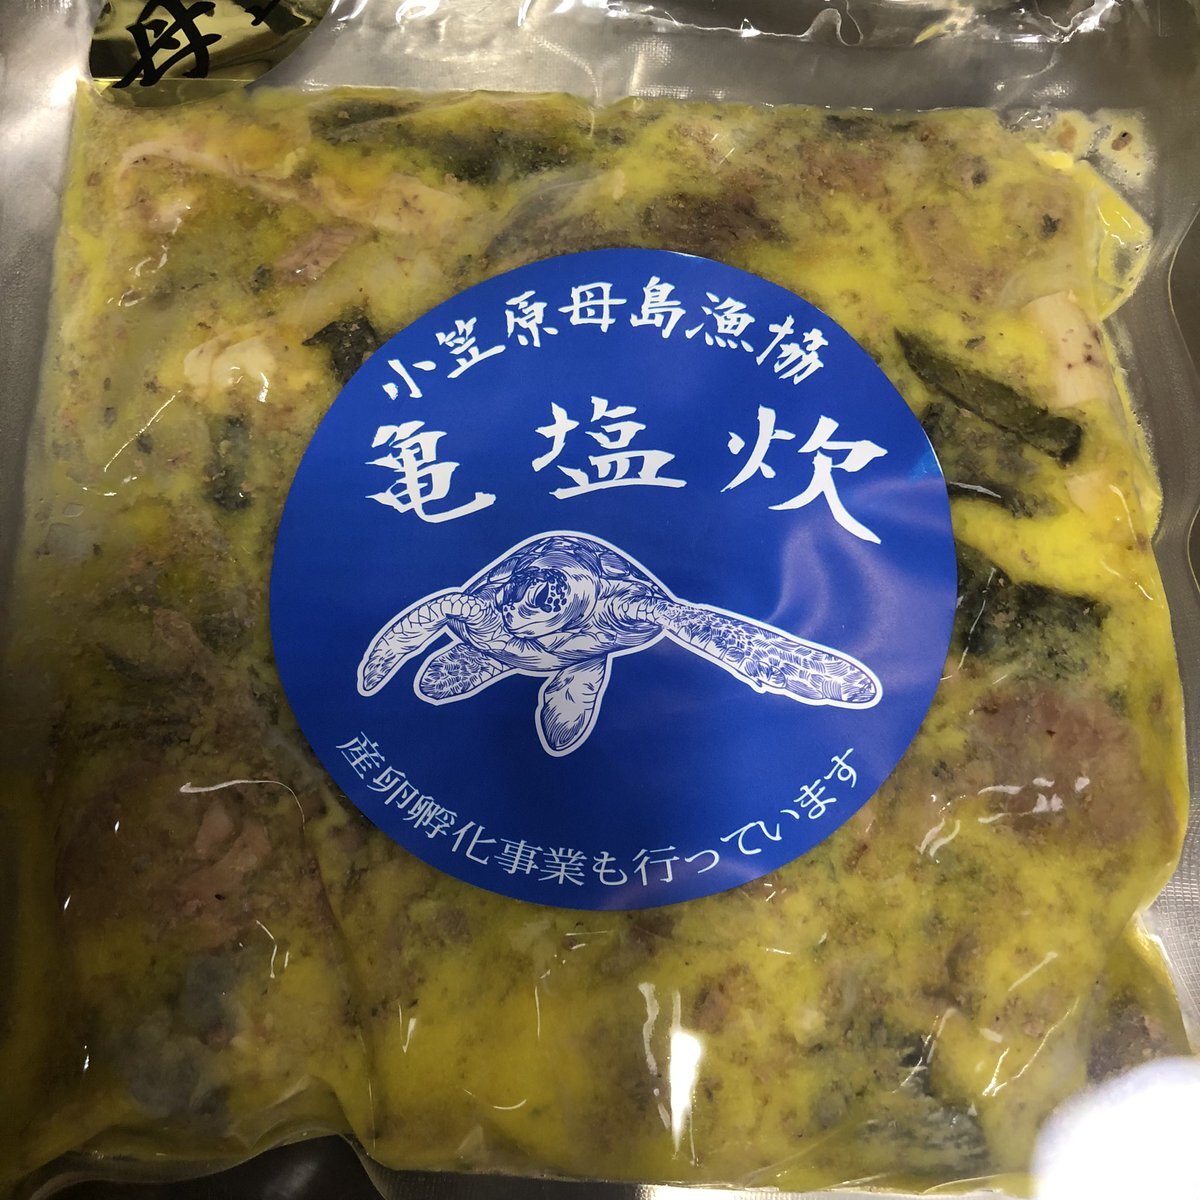 母
小笠原母島漁協
亀塩炊
産卵孵化事業も行っています